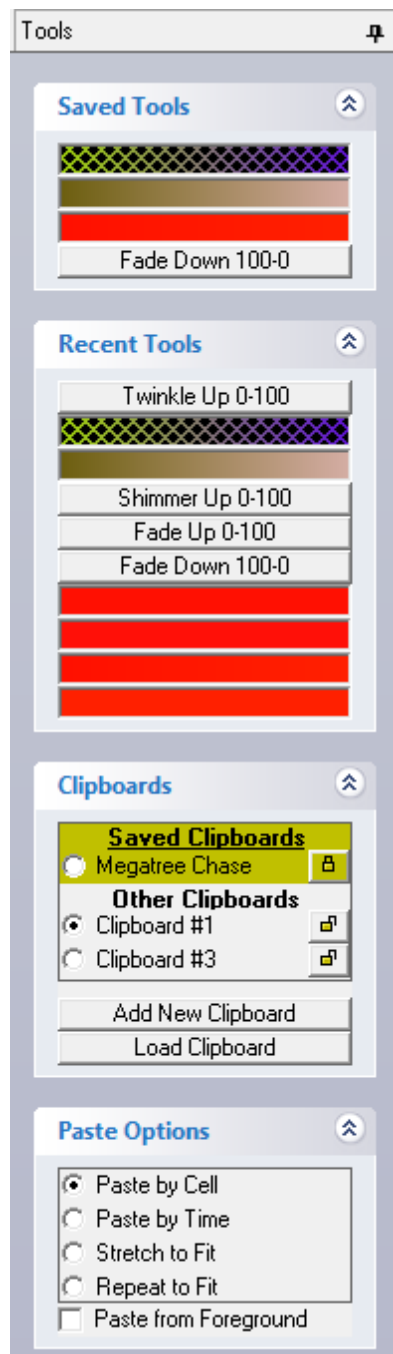 Tools
Saved Tools
Fade Down 100-0
Recent Tools
Twinkle Up 0-100
Shimmer Up 0-100
Fade Up 0-100
Fade Down 100-0
Clipboards
Saved Clipboards
Megatree Chase
Other Clipboards
Clipboard #1
Clipboard #3
Add New Clipboard
Load Clipboard
Paste Options
Paste by Cell
Paste by Time
Stretch to Fit
Repeat to Fit
Paste from Foreground